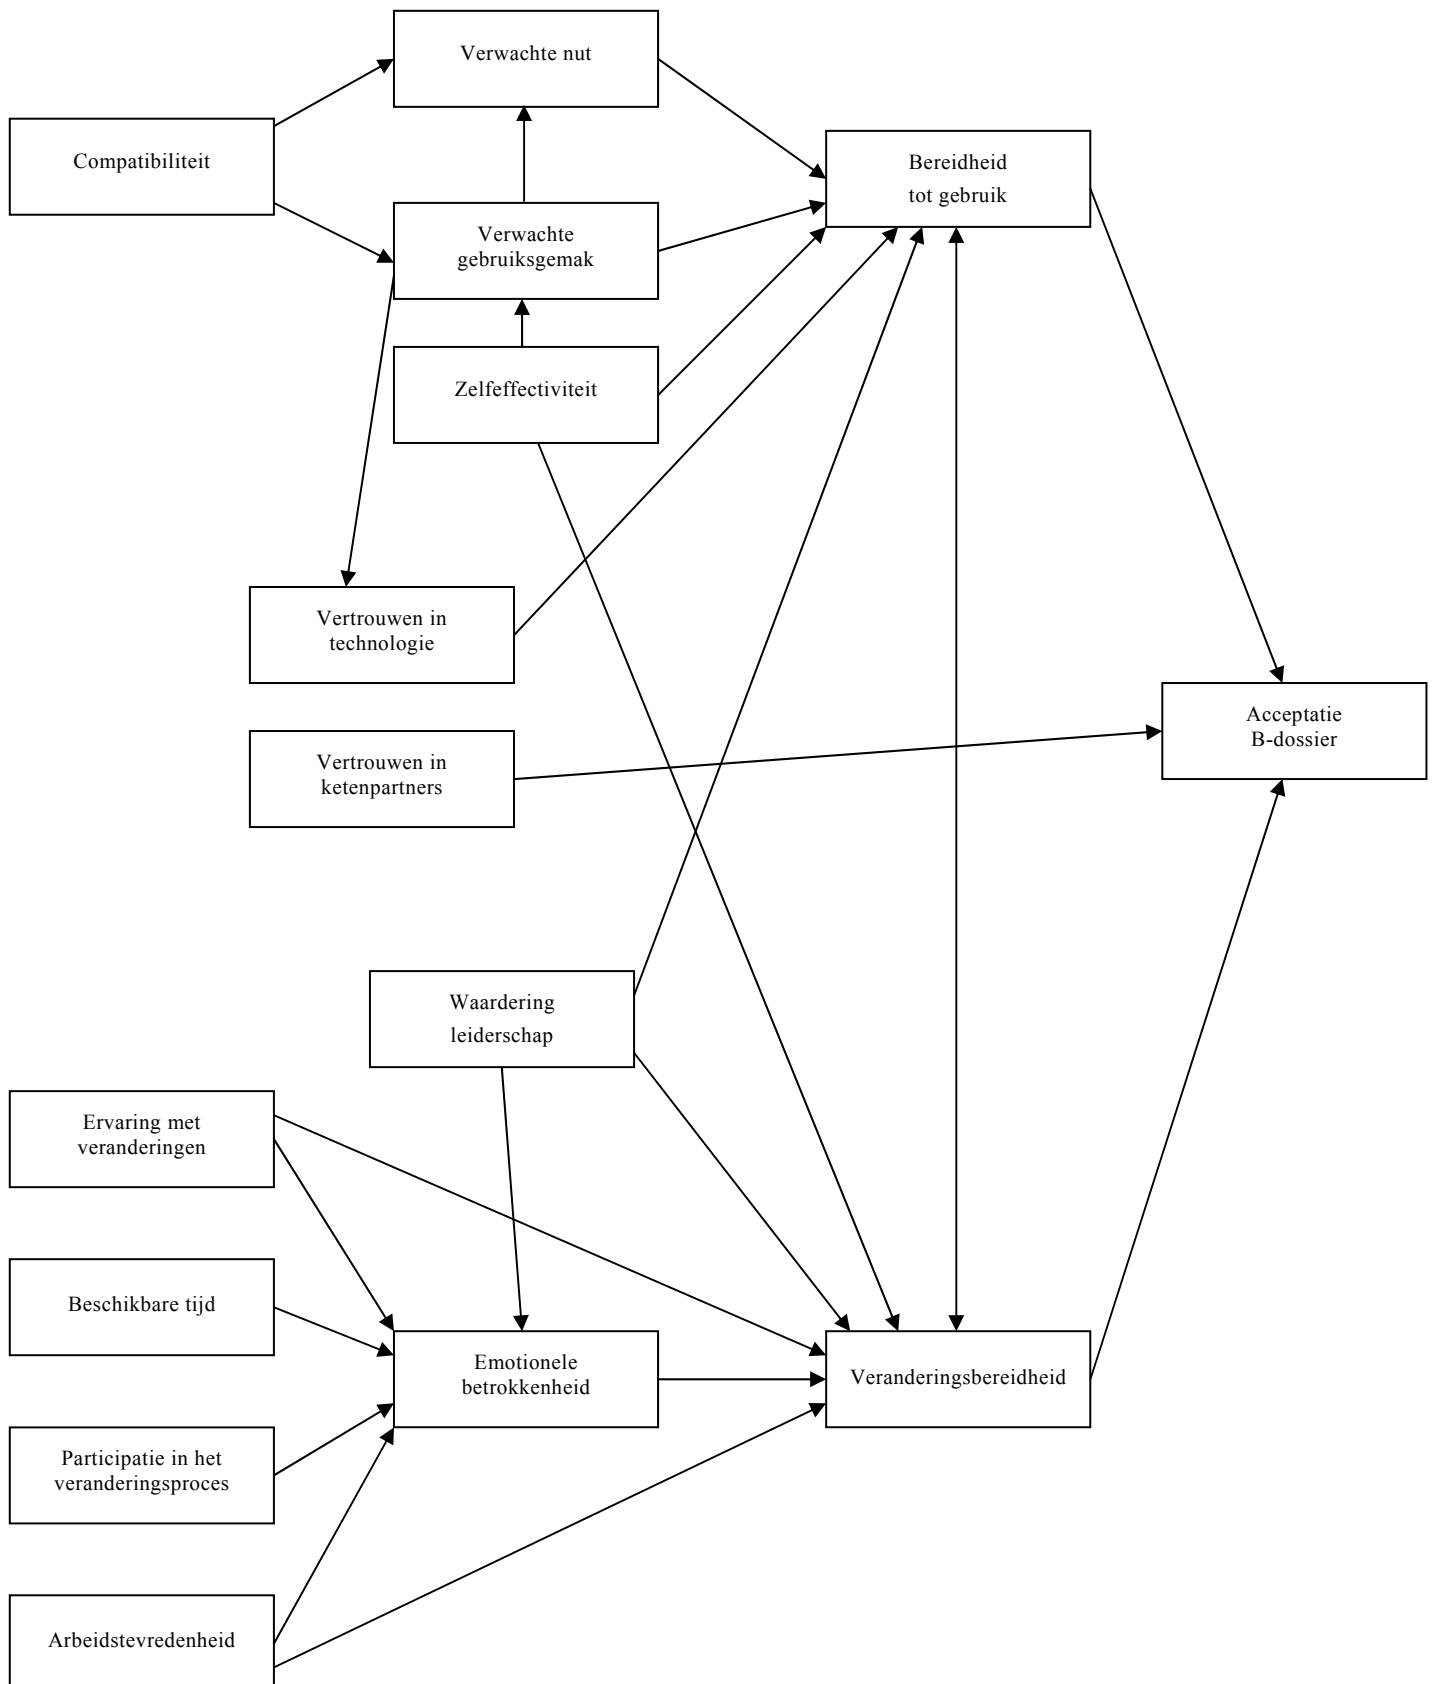 Verwachte nut
Compatibiliteit
Bereidheid
tot gebruik
Verwachte
gebruiksgemak
Zelfeffectiviteit
Vertrouwen in
technologie
Acceptatie
B-dossier
Vertrouwen in
ketenpartners
Waardering
leiderschap
Ervaring met
veranderingen
Beschikbare tijd
Emotionele
betrokkenheid
Veranderingsbereidheid
Participatie in het
veranderingsproces
Arbeidstevredenheid